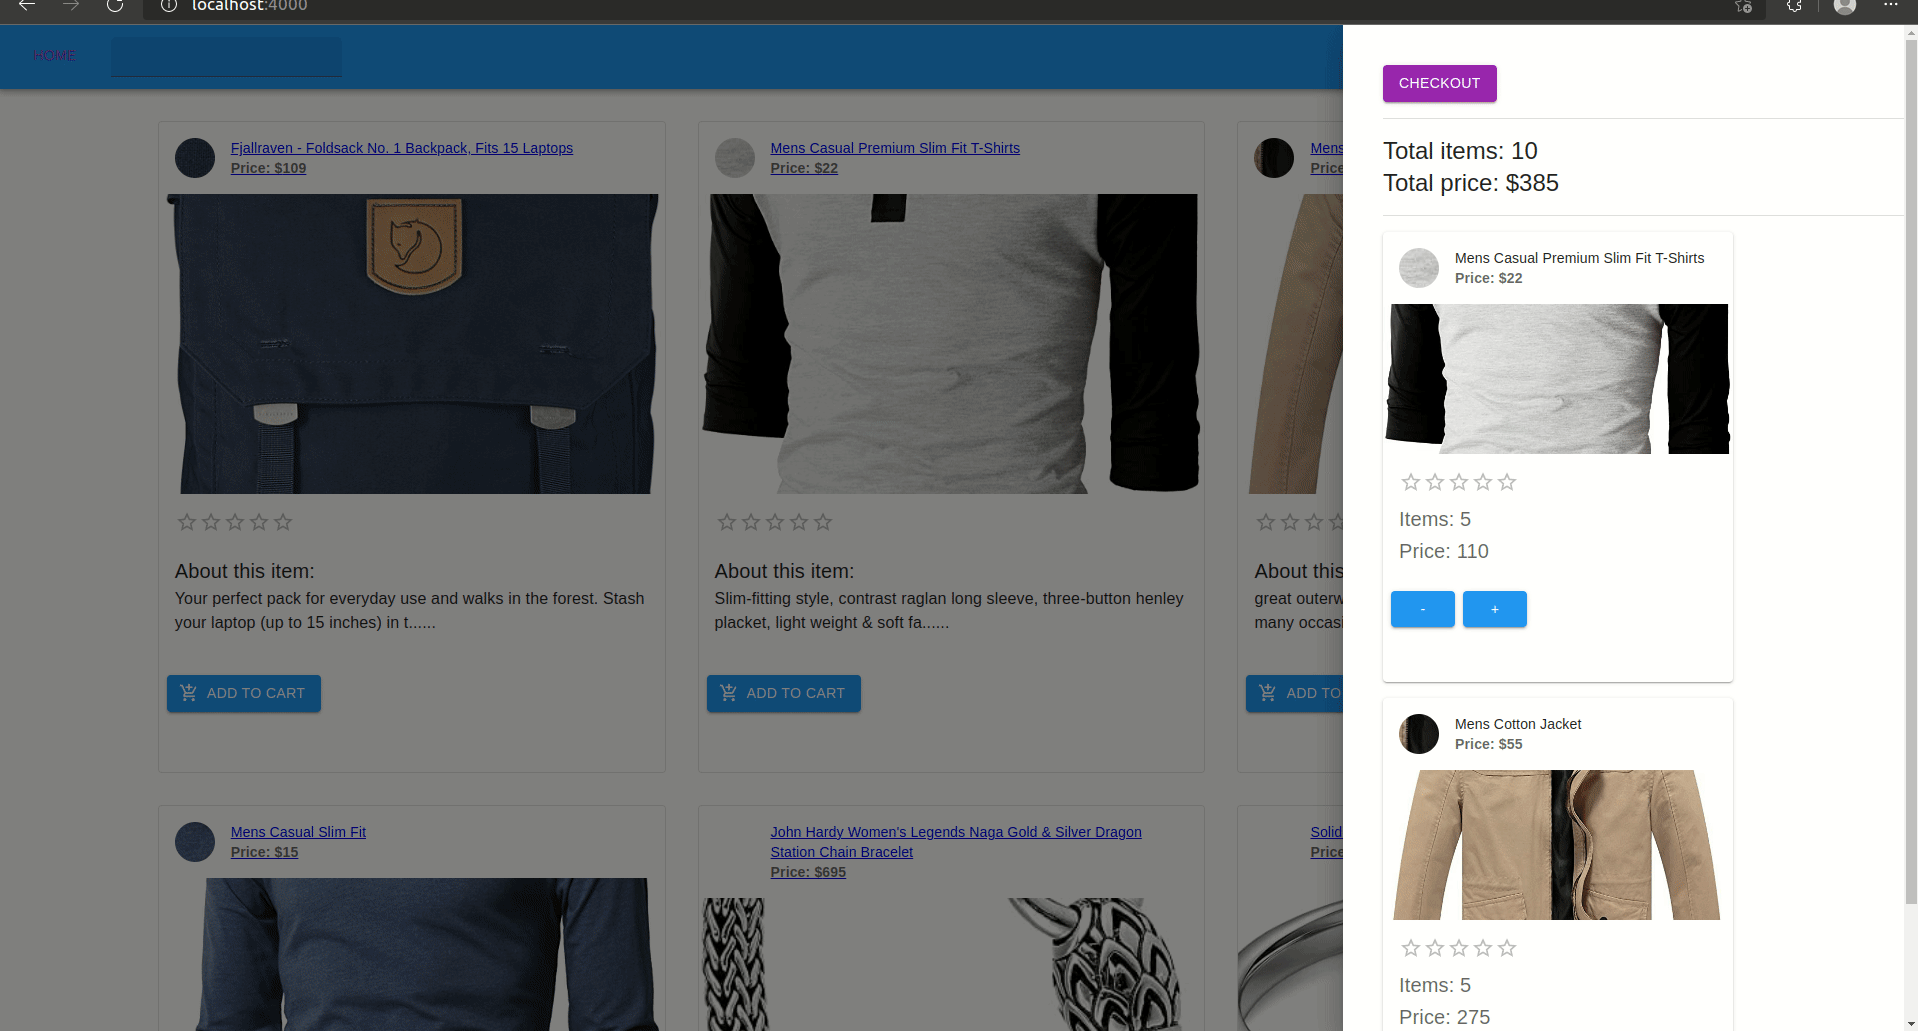 localhost:4000
HOME
Fjallraven - Foldsack No. 1 Backpack, Fits 15 Laptops
Price: $109
Mens Casual Premium Slim Fit T-Shirts
Price: $22
Mens
Price
About this item:
Your perfect pack for everyday use and walks in the forest. Stash
your laptop (up to 15 inches) in t......
ADD TO CART
About this item:
Slim-fitting style, contrast raglan long sleeve, three-button henley
placket, light weight & soft fa......
ADD TO CART
About this
great outerw
many occasi
ADD TO
Mens Casual Slim Fit
Price: $15
John Hardy Women's Legends Naga Gold & Silver Dragon
Station Chain Bracelet
Price: $695
Solid
Price
CHECKOUT
Total items: 10
Total price: $385
Mens Casual Premium Slim Fit T-Shirts
Price: $22
Items: 5
Price: 110
- +
Mens Cotton Jacket
Price: $55
Items: 5
Price: 275